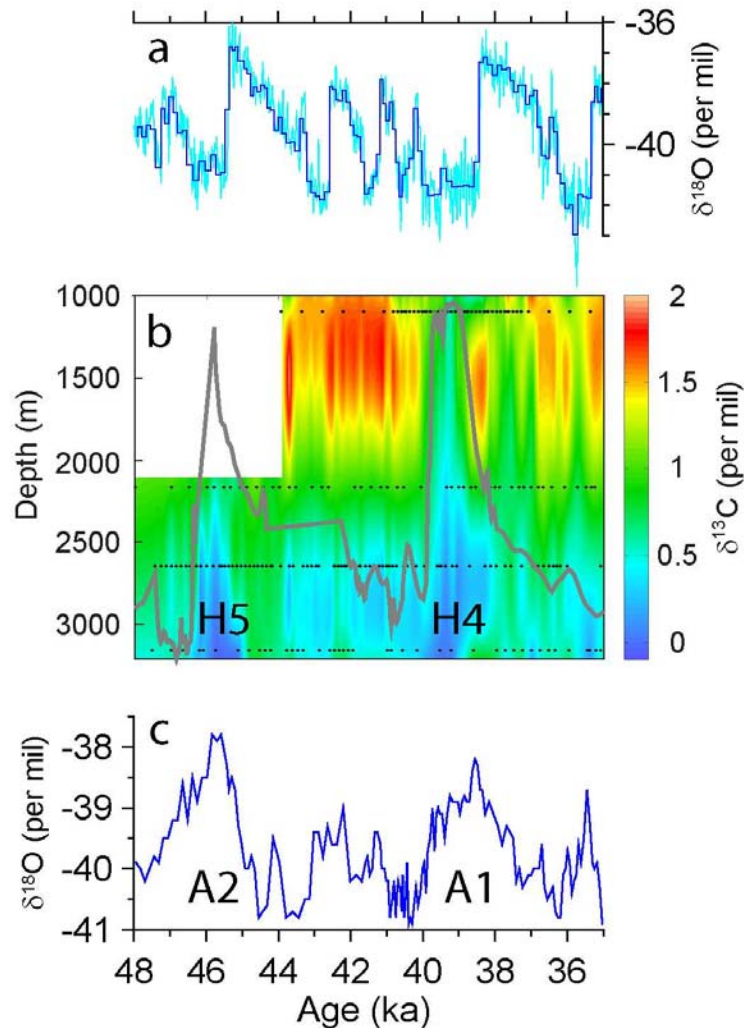 a
-36
-40
δ18O (per mil)
b
1000
1500
2000
2500
3000
Depth (m)
H5
H4
2
1.5
1
0.5
0
δ13C (per mil)
c
-38
-39
-40
-41
δ18O (per mil)
A2
A1
48 46 44 42 40 38 36
Age (ka)